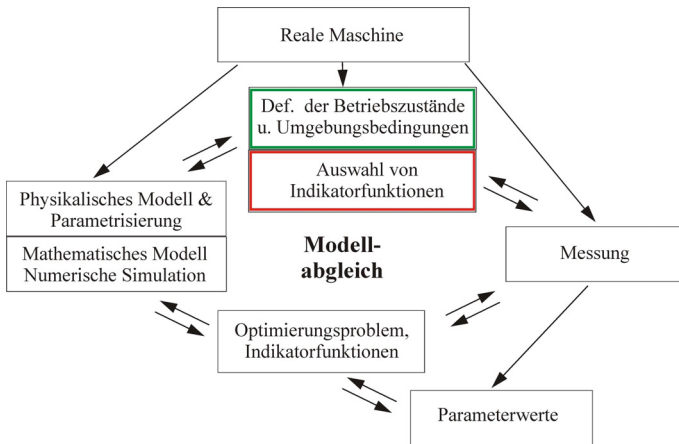 Reale Maschine
Def. der Betriebszustände
u. Umgebungsbedingungen
Auswahl von
Indikatorfunktionen
Physikalisches Modell &
Parametrisierung
Mathematisches Modell
Numerische Simulation
Modell-
abgleich
Messung
Optimierungsproblem,
Indikatorfunktionen
Parameterwerte